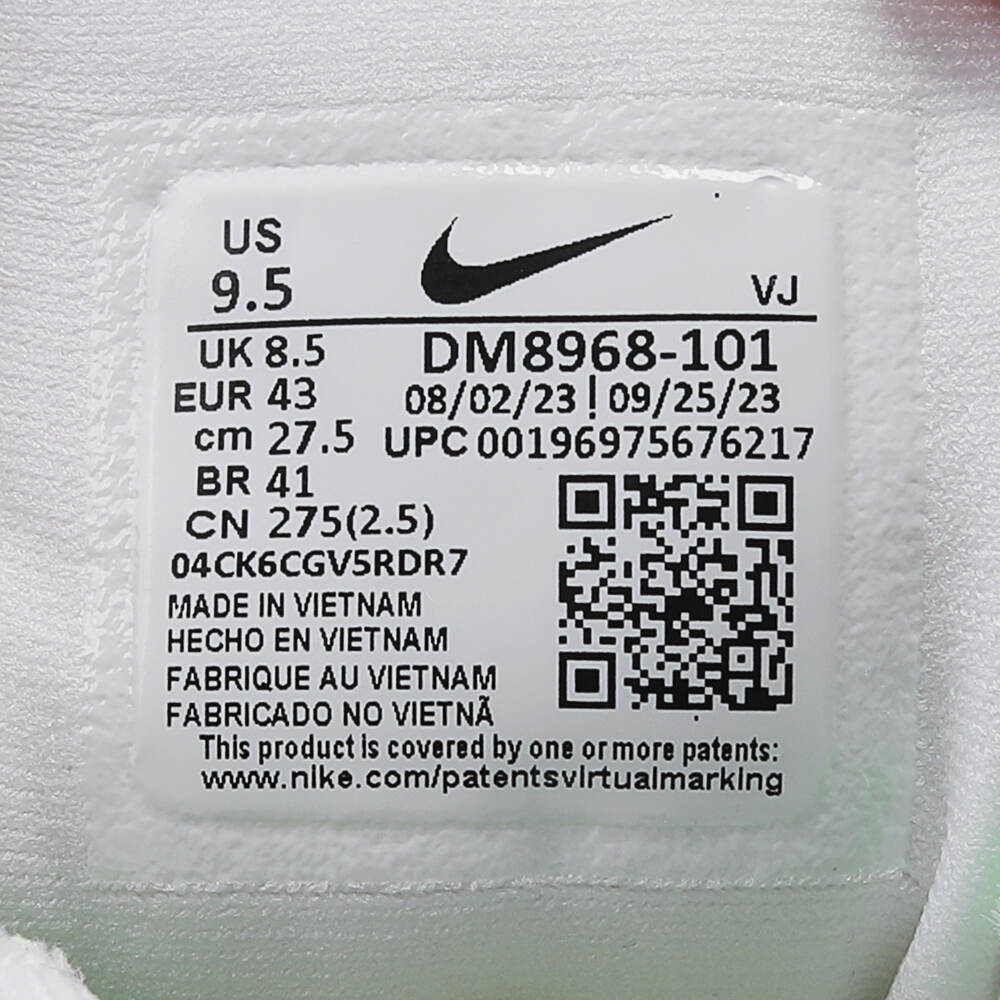 US
9.5
VJ
UK 8.5
DM8968-101
EUR 43
08/02/23 | 09/25/23
cm 27.5
UPC 00196975676217
BR 41
CN 275(2.5)
04CK6CGV5RDR7
MADE IN VIETNAM
HECHO EN VIETNAM
FABRIQUE AU VIETNAM
FABRICADO NO VIETNÃ
This product is covered by one or more patents:
www.nike.com/patentsvirtualmarking